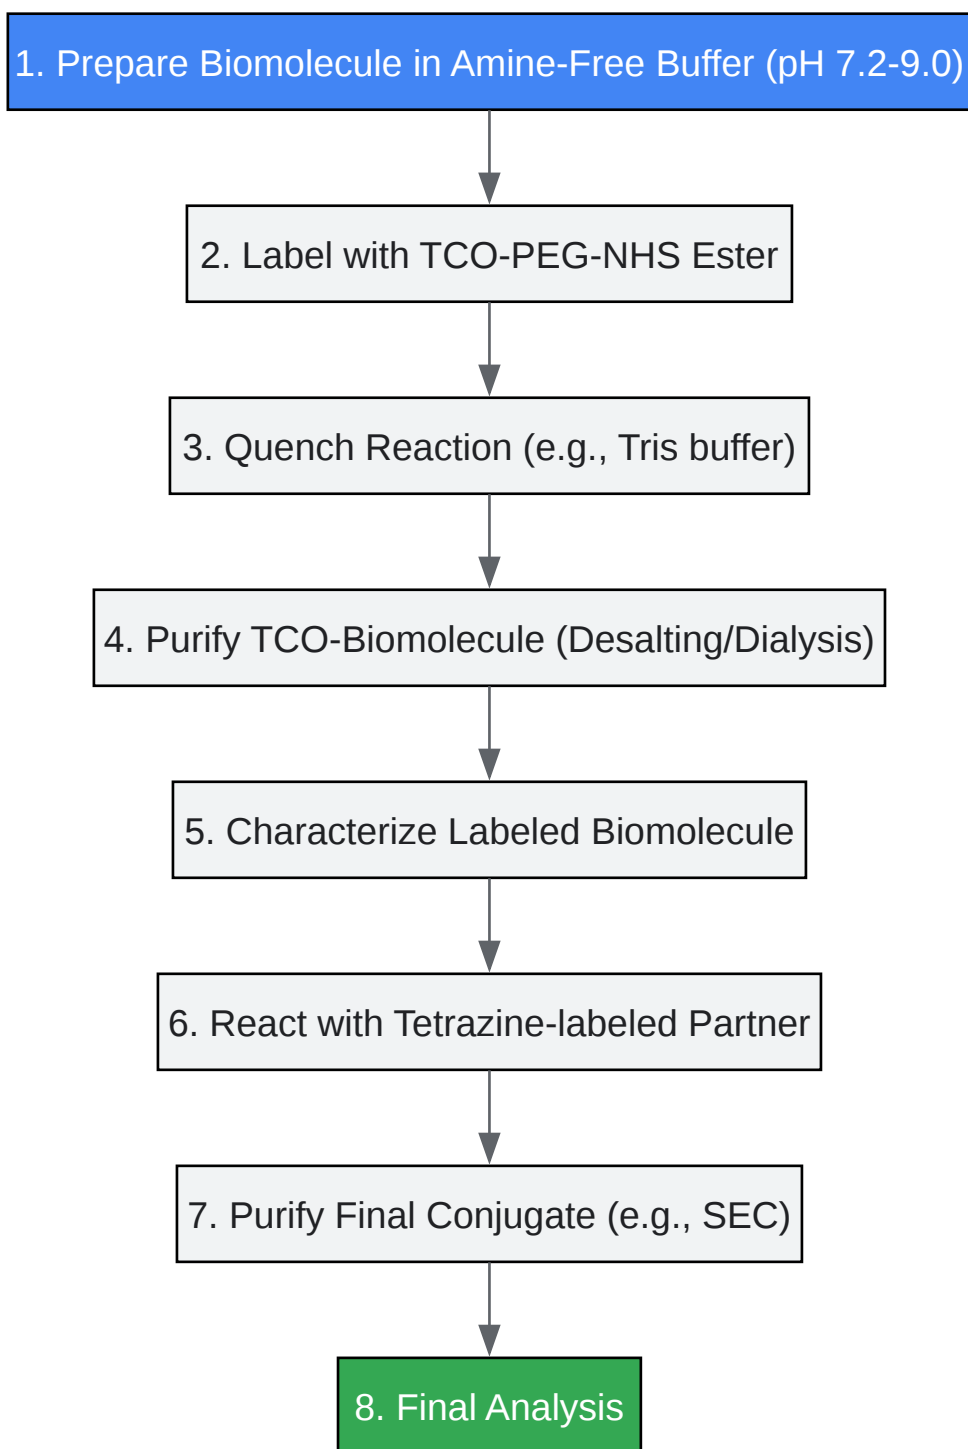 1. Prepare Biomolecule in Amine-Free Buffer (pH 7.2-9.0)
2. Label with TCO-PEG-NHS Ester
3. Quench Reaction (e.g., Tris buffer)
4. Purify TCO-Biomolecule (Desalting/Dialysis)
5. Characterize Labeled Biomolecule
6. React with Tetrazine-labeled Partner
7. Purify Final Conjugate (e.g., SEC)
8. Final Analysis